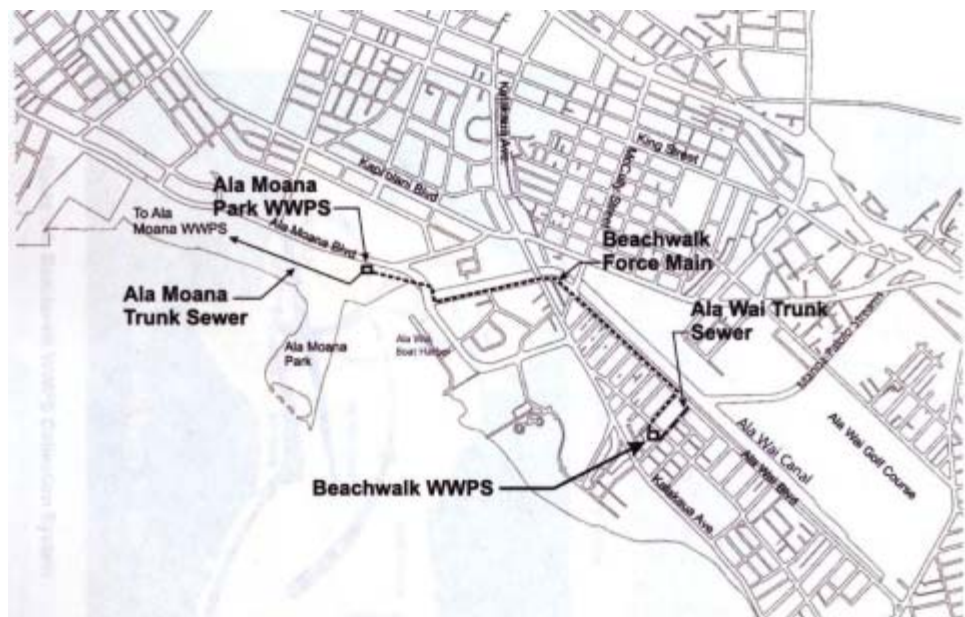 Kalakaua Ave
King Street
McCully Street
Kapiolani Blvd
Ala Moana
Park WWPS
To Ala
Moana WWPS
Ala Moana Blvd
Beachwalk
Force Main
Ala Moana
Trunk Sewer
Ala Wai Trunk
Sewer
Ala Moana
Park
Ala Wai
Boat Harbor
Ala Wai Canal
Ala Wai Golf Course
Ala Wai Blvd
Beachwalk WWPS
Kalakaua Ave.